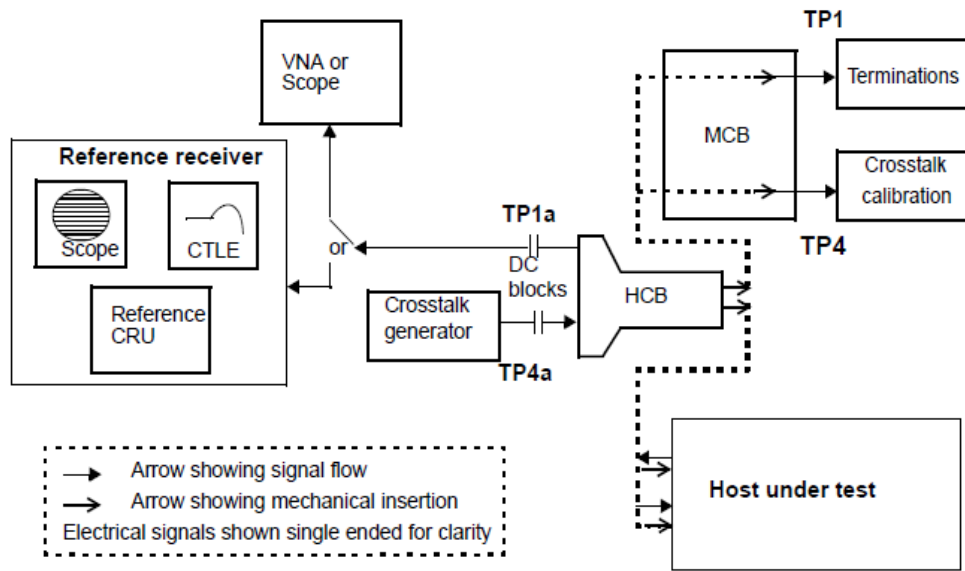 TP1
VNA or
Scope
Terminations
MCB
Reference receiver
Crosstalk
calibration
Scope
CTLE
TP1a
TP4
or
DC
blocks
HCB
Reference
CRU
Crosstalk
generator
TP4a
Arrow showing signal flow
Arrow showing mechanical insertion
Electrical signals shown single ended for clarity
Host under test